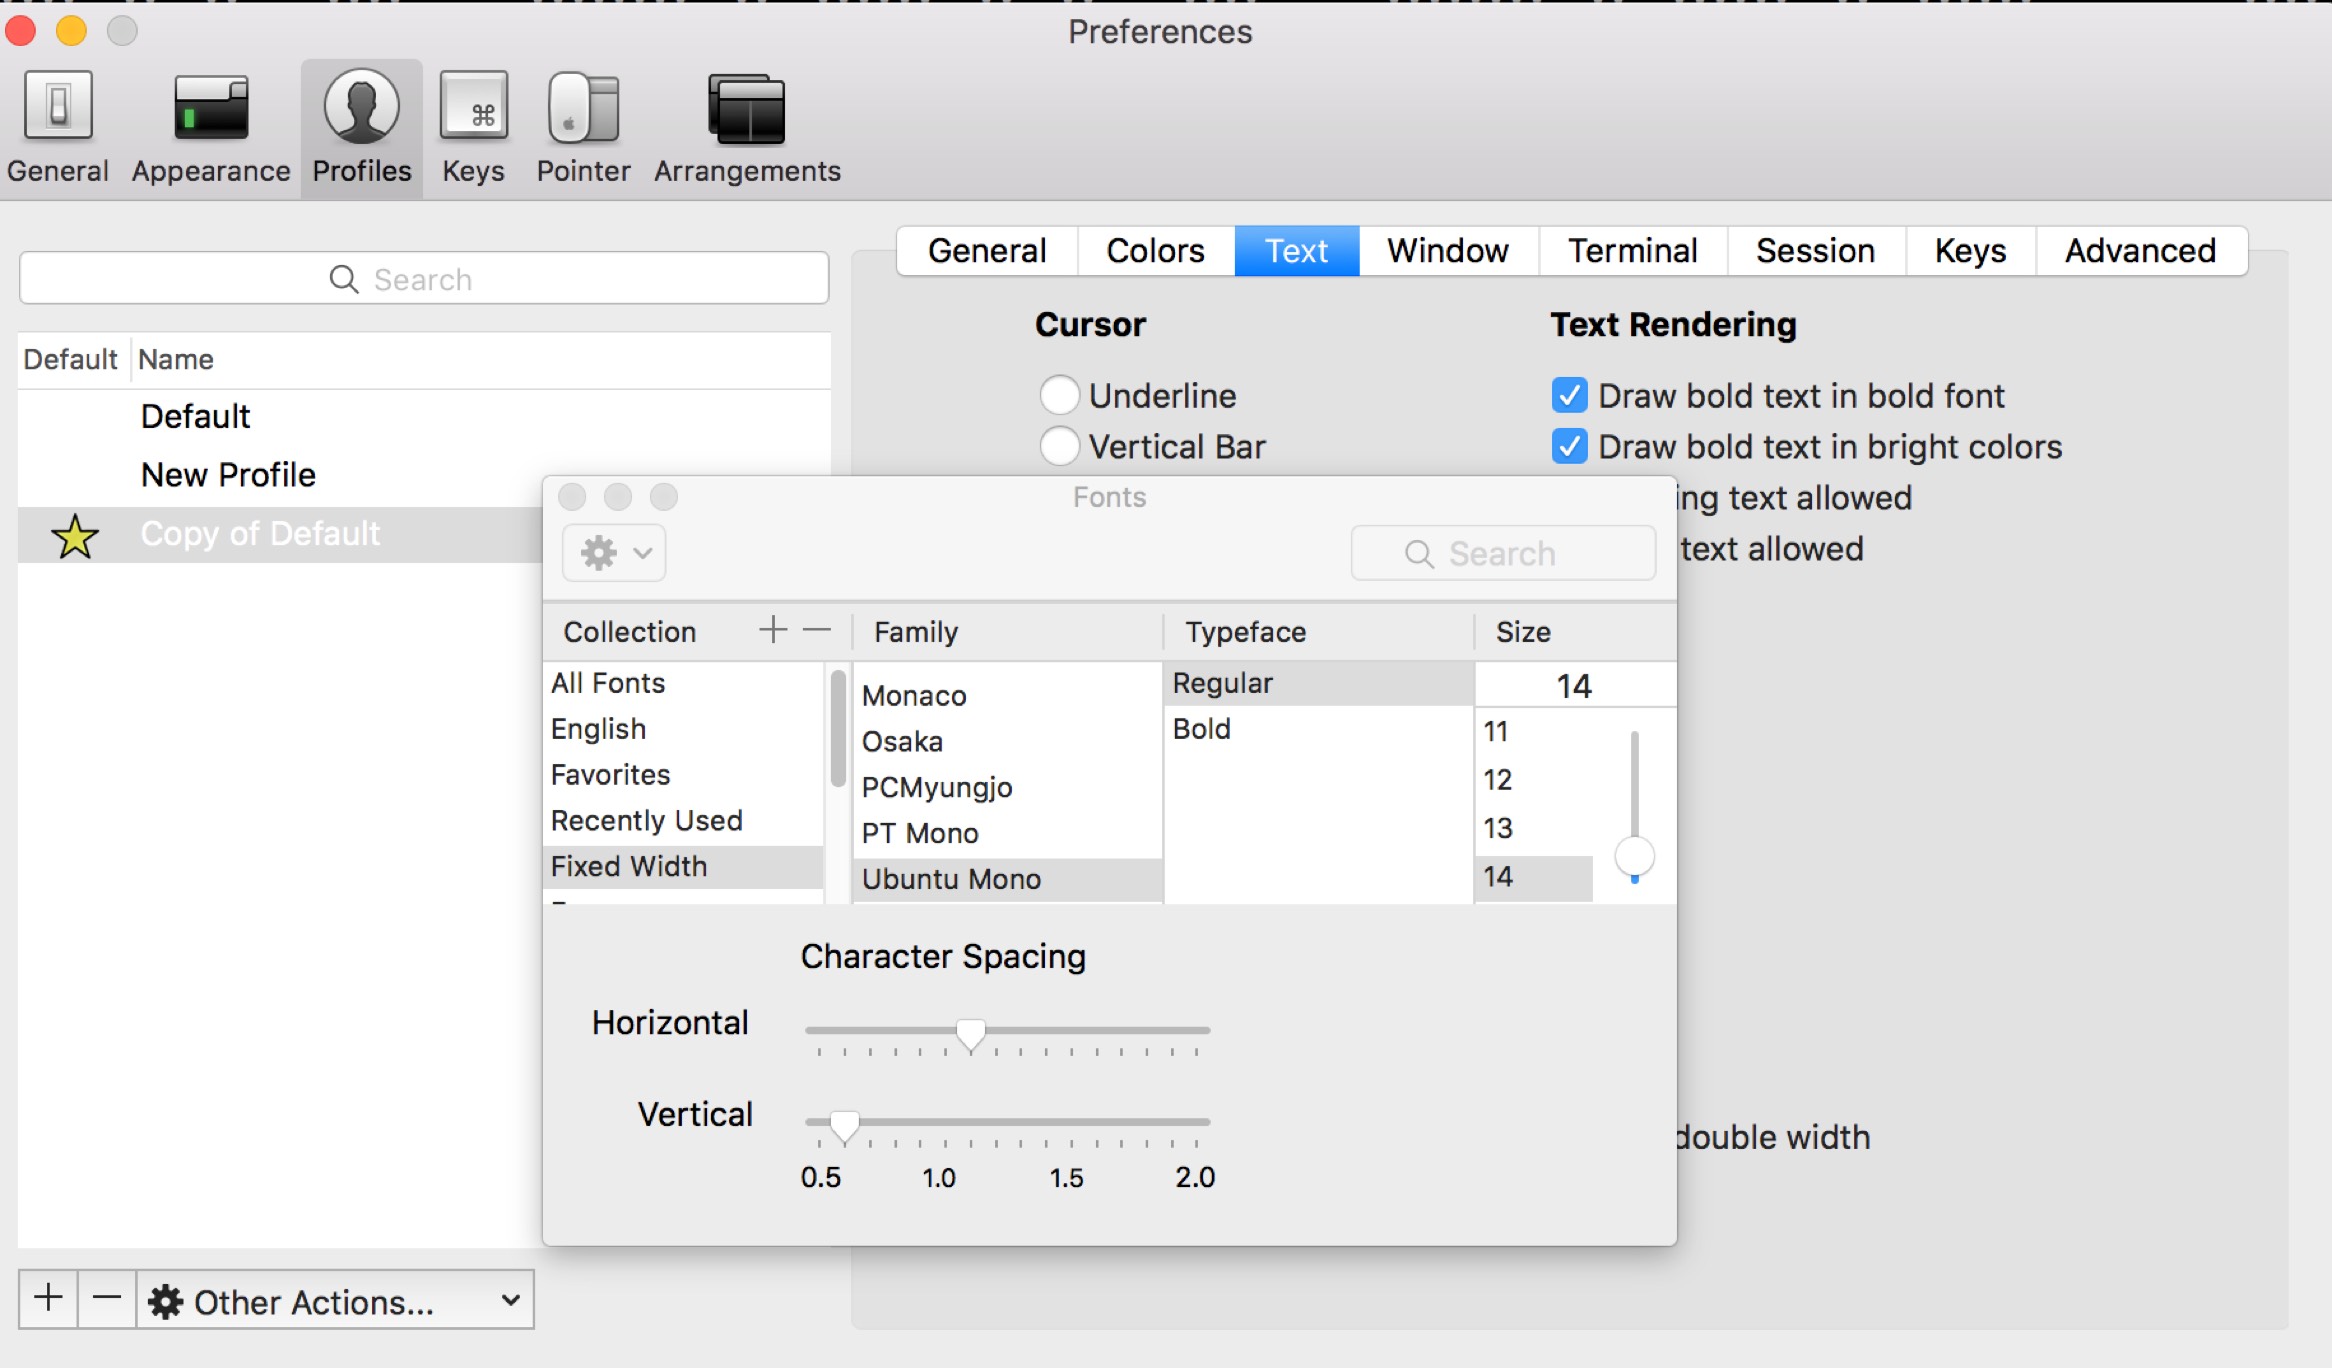 Preferences
General Appearance Profiles Keys Pointer Arrangements
Search
Default Name
Default
New Profile
Copy of Default
Other Actions...
General Colors Text Window Terminal Session Keys Advanced
Cursor
Underline
Vertical Bar
Text Rendering
Draw bold text in bold font
Draw bold text in bright colors
ing text allowed
text allowed
double width
Fonts
Search
Collection Family Typeface Size
All Fonts
English
Favorites
Recently Used
Fixed Width
Monaco
Osaka
PCMyungjo
PT Mono
Ubuntu Mono
Regular
Bold
14
11
12
13
14
Character Spacing
Horizontal
Vertical
0.5 1.0 1.5 2.0